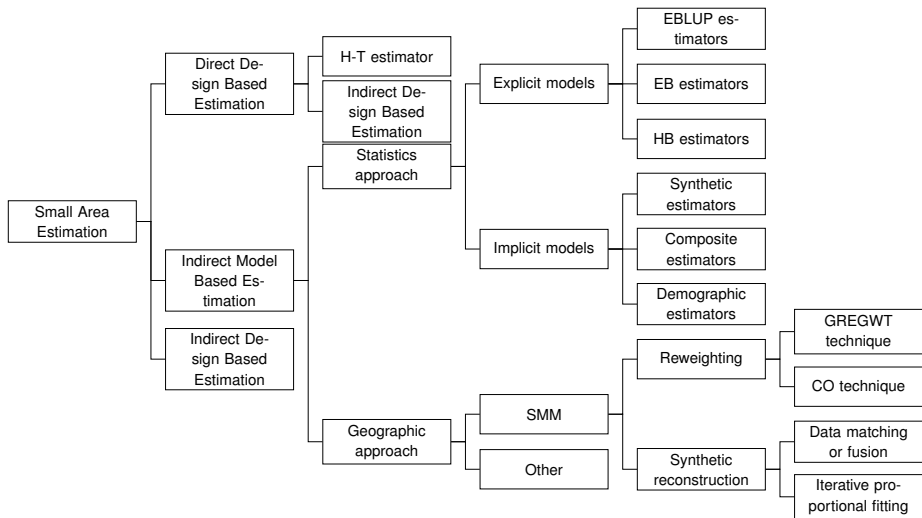 Small Area
Estimation
Direct De-
sign Based
Estimation
H-T estimator
Indirect De-
sign Based
Estimation
Indirect Model
Based Es-
timation
Statistics
approach
Explicit models
EBLUP es-
timators
EB estimators
HB estimators
Implicit models
Synthetic
estimators
Composite
estimators
Demographic
estimators
Geographic
approach
SMM
Reweighting
GREGWT
technique
CO technique
Synthetic
reconstruction
Data matching
or fusion
Iterative pro-
portional fitting
Other
Indirect De-
sign Based
Estimation